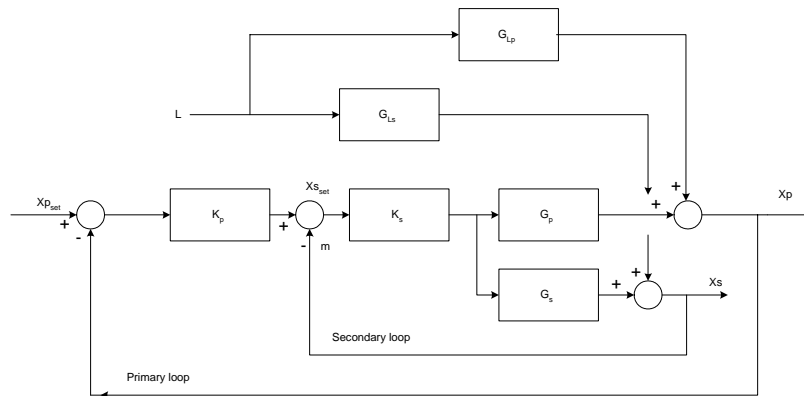 G_Lp
L
G_Ls
Xp_set
+
-
K_p
Xs_set
+
-
m
K_s
G_p
+
+
Xp
G_s
+
+
Xs
Secondary loop
Primary loop